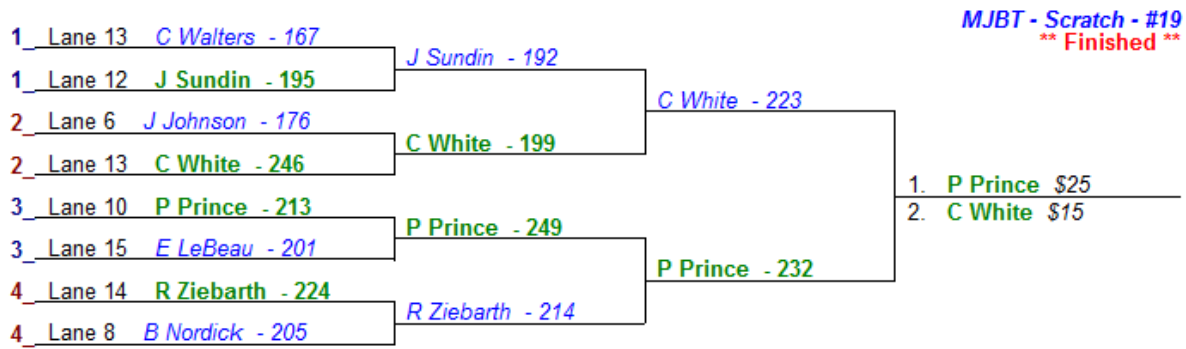 MJBT - Scratch - #19
** Finished **
1_ Lane 13 C Walters - 167
1_ Lane 12 J Sundin - 195
2_ Lane 6 J Johnson - 176
2_ Lane 13 C White - 246
3_ Lane 10 P Prince - 213
3_ Lane 15 E LeBeau - 201
4_ Lane 14 R Ziebarth - 224
4_ Lane 8 B Nordick - 205
J Sundin - 192
C White - 199
P Prince - 249
R Ziebarth - 214
C White - 223
P Prince - 232
1. P Prince $25
2. C White $15